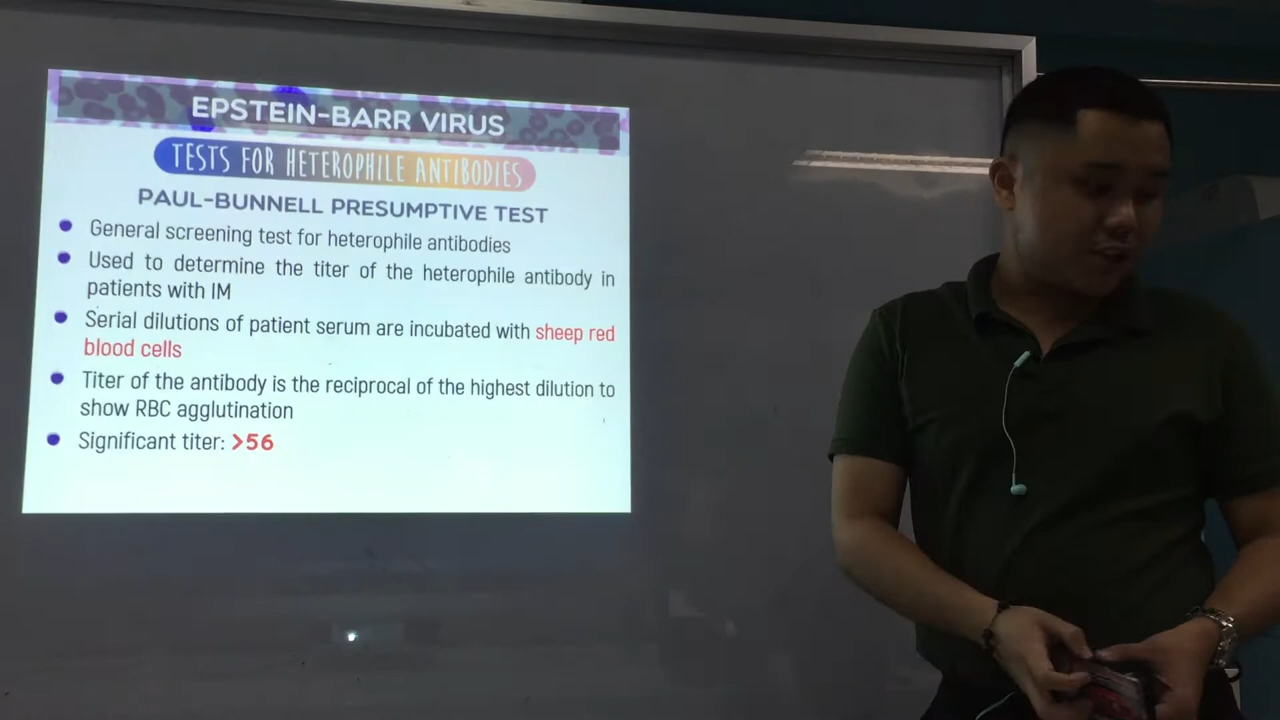 EPSTEIN-BARR VIRUS
TESTS FOR HETEROPHILE ANTIBODIES
PAUL-BUNNELL PRESUMPTIVE TEST
● General screening test for heterophile antibodies
● Used to determine the titer of the heterophile antibody in
patients with IM
● Serial dilutions of patient serum are incubated with sheep red
blood cells
● Titer of the antibody is the reciprocal of the highest dilution to
show RBC agglutination
● Significant titer: >56